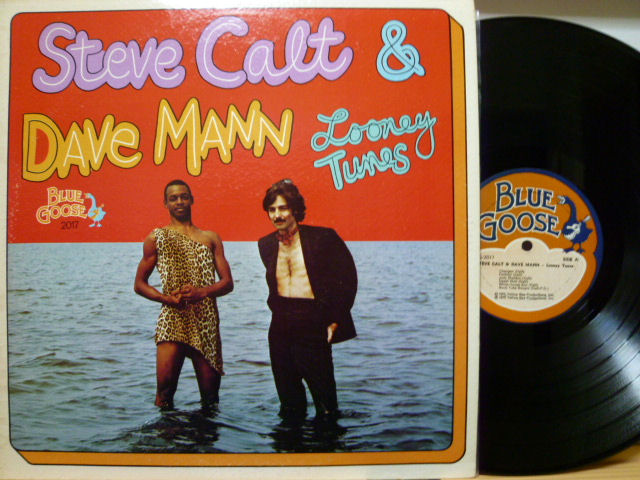 Steve Calt &
Dave Mann Looney
Tunes
BLUE
GOOSE
2017
BLUE
GOOSE
SIDE A
STEVE CALT & DAVE MANN – Looney Tunes